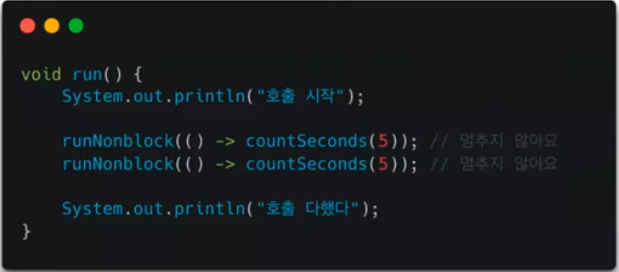 void run() {
    System.out.println("호출 시작");
    runNonblock(() -> countSeconds(5)); // 멈추지 않아요
    runNonblock(() -> countSeconds(5)); // 멈추지 않아요
    System.out.println("호출 다했다");
}